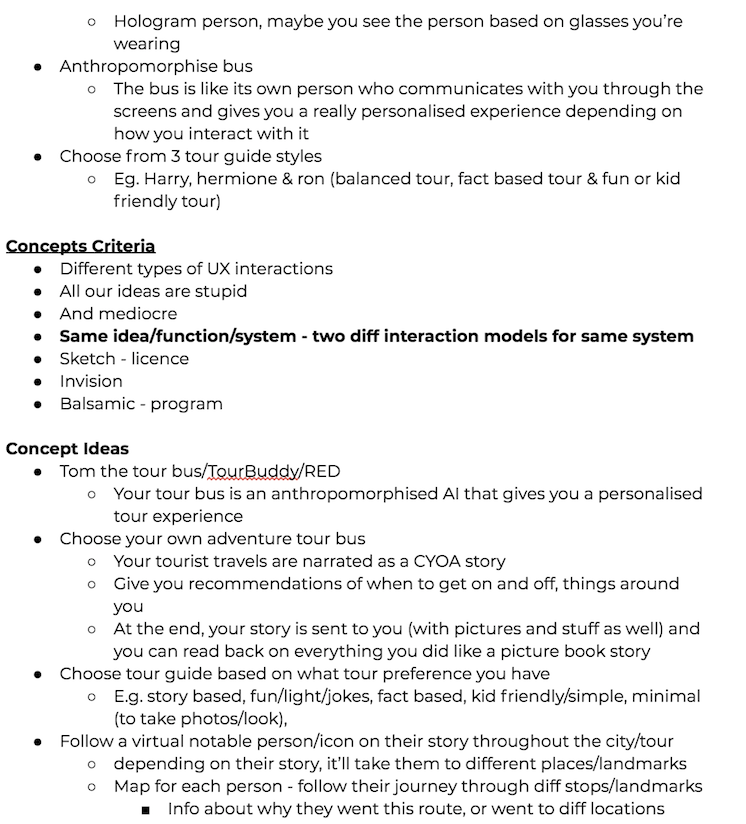 ○ Hologram person, maybe you see the person based on glasses you're
wearing
● Anthropomorphise bus
○ The bus is like its own person who communicates with you through the
screens and gives you a really personalised experience depending on
how you interact with it
● Choose from 3 tour guide styles
○ Eg. Harry, hermione & ron (balanced tour, fact based tour & fun or kid
friendly tour)
Concepts Criteria
● Different types of UX interactions
● All our ideas are stupid
● And mediocre
● Same idea/function/system - two diff interaction models for same system
● Sketch - licence
● Invision
● Balsamic - program
Concept Ideas
● Tom the tour bus/TourBuddy/RED
○ Your tour bus is an anthropomorphised AI that gives you a personalised
tour experience
● Choose your own adventure tour bus
○ Your tourist travels are narrated as a CYOA story
○ Give you recommendations of when to get on and off, things around
you
○ At the end, your story is sent to you (with pictures and stuff as well) and
you can read back on everything you did like a picture book story
● Choose tour guide based on what tour preference you have
○ E.g. story based, fun/light/jokes, fact based, kid friendly/simple, minimal
(to take photos/look),
● Follow a virtual notable person/icon on their story throughout the city/tour
○ depending on their story, it'll take them to different places/landmarks
○ Map for each person - follow their journey through diff stops/landmarks
■ Info about why they went this route, or went to diff locations